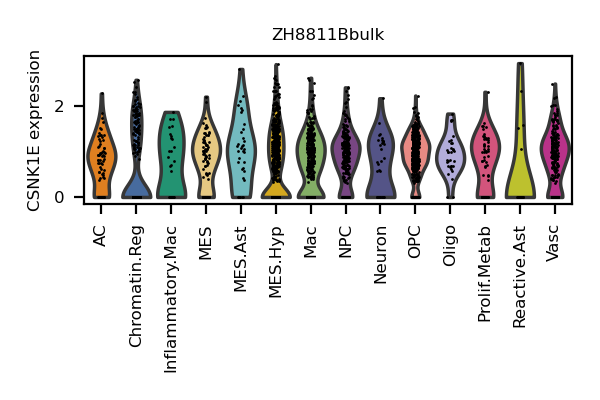 ZH8811Bbulk
CSNK1E expression
2
0
AC
Chromatin.Reg
Inflammatory.Mac
MES
MES.Ast
MES.Hyp
Mac
NPC
Neuron
OPC
Oligo
Prolif.Metab
Reactive.Ast
Vasc